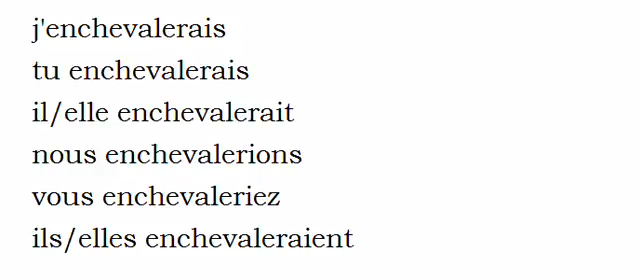 j'enchevalerais
tu enchevalerais
il/elle enchevalerait
nous enchevalerions
vous enchevaleriez
ils/elles enchevaleraient